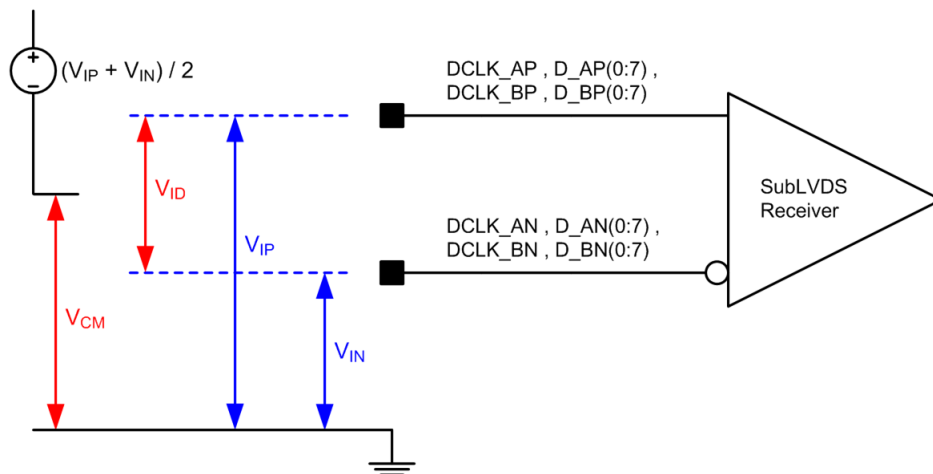 +
(VIP + VIN) / 2
–
DCLK_AP , D_AP(0:7) ,
DCLK_BP , D_BP(0:7)
VID
SubLVDS
Receiver
DCLK_AN , D_AN(0:7) ,
DCLK_BN , D_BN(0:7)
VIP
VCM
VIN